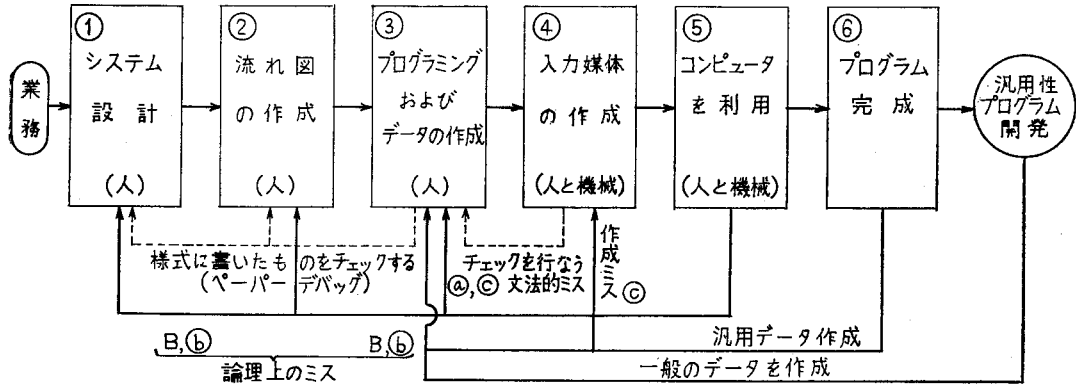 業務
①
システム
設計
(人)
②
流れ図
の作成
(人)
③
プログラミング
および
データの作成
(人)
④
入力媒体
の作成
(人と機械)
⑤
コンピュータ
を利用
(人と機械)
⑥
プログラム
完成
汎用性
プログラム
開発
様式に書いたものをチェックする
(ペーパーデバッグ)
チェックを行なう
ⓐ,ⓒ文法的ミス
作成ミスⓒ
B,ⓑ
B,ⓑ
論理上のミス
汎用データ作成
一般のデータを作成